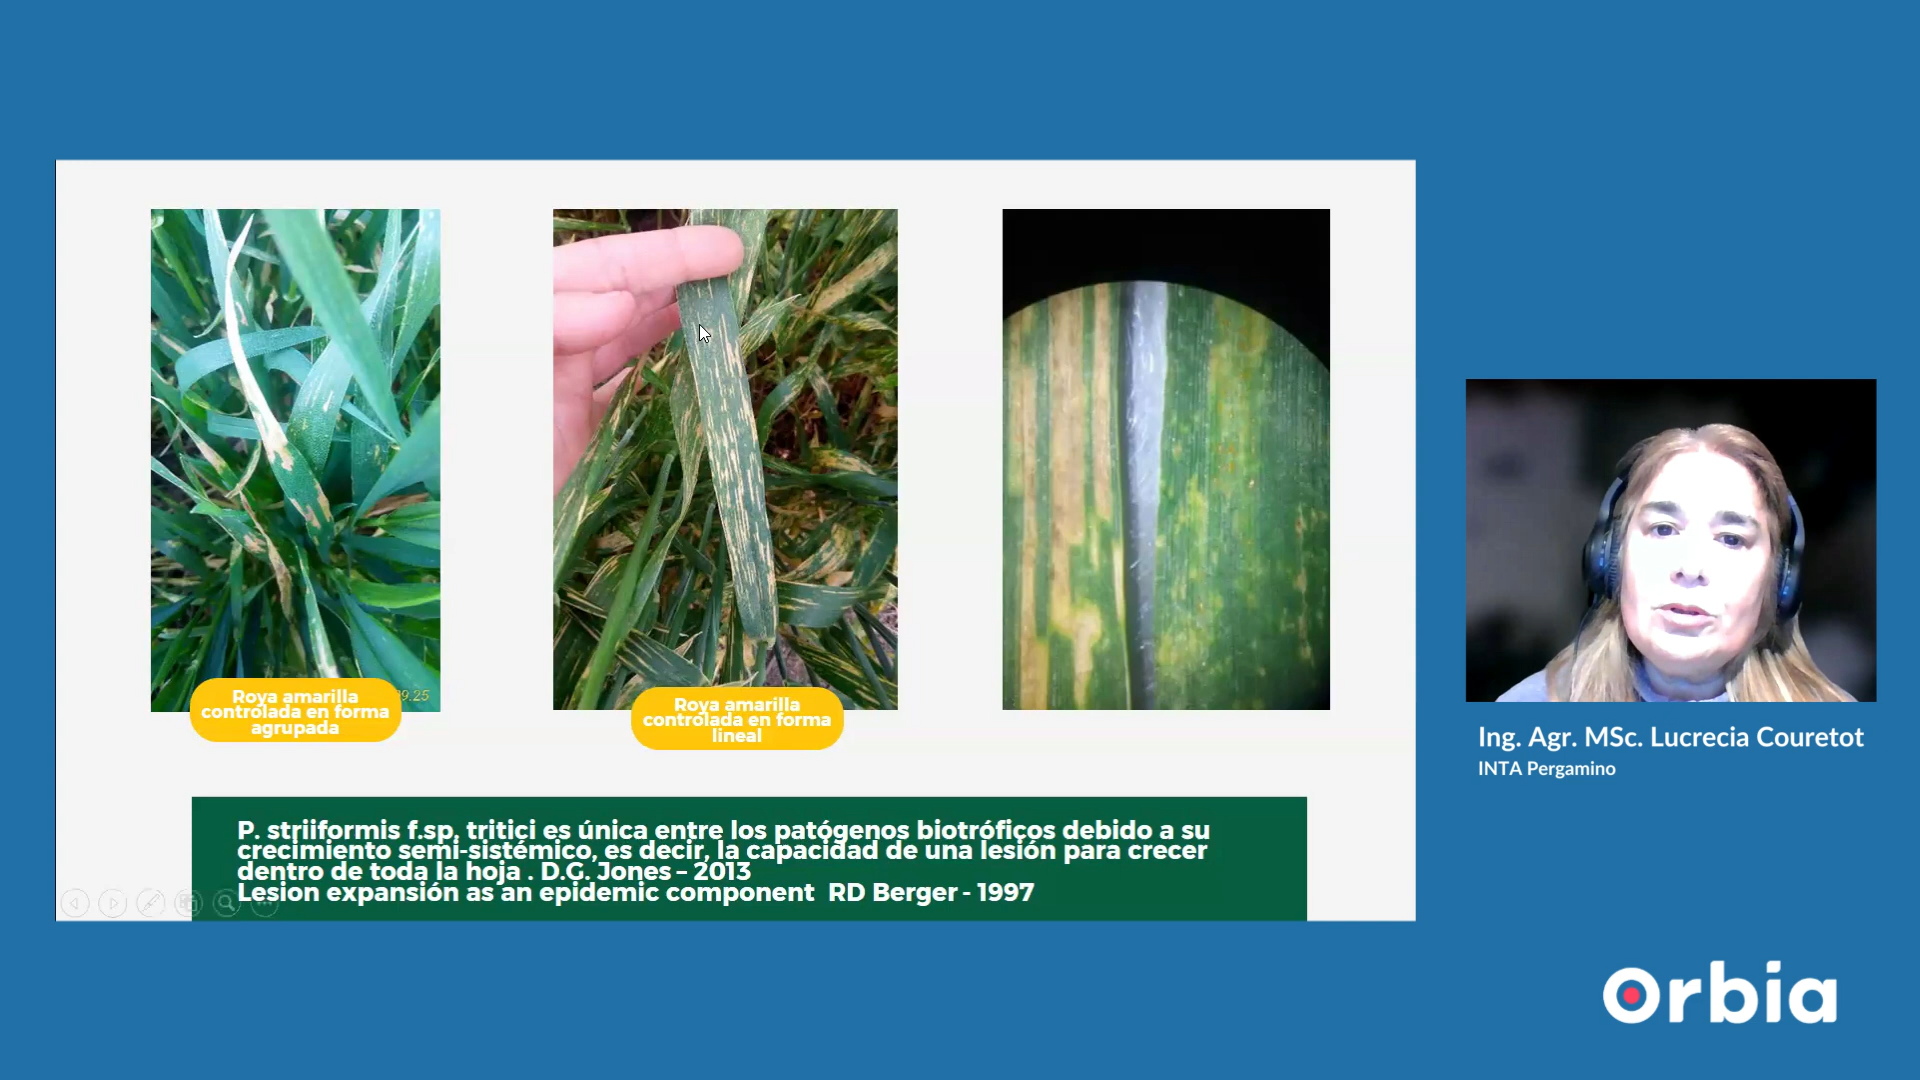 Roya amarilla
controlada en forma
agrupada
09.25
Roya amarilla
controlada en forma
lineal
P. striiformis f.sp. tritici es única entre los patógenos biotróficos debido a su
crecimiento semi-sistémico, es decir, la capacidad de una lesión para crecer
dentro de toda la hoja . D.G. Jones – 2013
Lesion expansión as an epidemic component RD Berger - 1997
Ing. Agr. MSc. Lucrecia Couretot
INTA Pergamino
Orbia